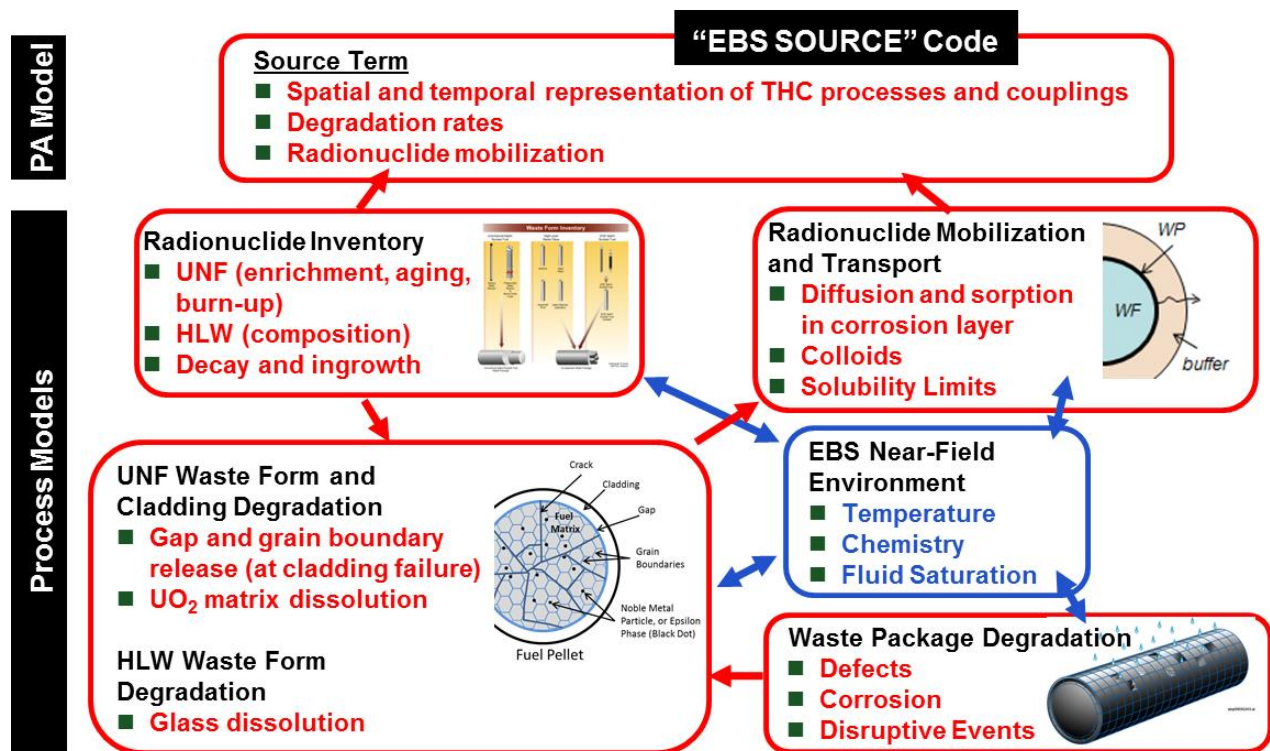 “EBS SOURCE” Code
PA Model
Source Term
Spatial and temporal representation of THC processes and couplings
Degradation rates
Radionuclide mobilization
Process Models
Radionuclide Inventory
UNF (enrichment, aging,
burn-up)
HLW (composition)
Decay and ingrowth
Waste Form Inventory
Radionuclide Mobilization
and Transport
Diffusion and sorption
in corrosion layer
Colloids
Solubility Limits
WP
WF
buffer
UNF Waste Form and
Cladding Degradation
Gap and grain boundary
release (at cladding failure)
UO2 matrix dissolution
HLW Waste Form
Degradation
Glass dissolution
Crack
Cladding
Gap
Fuel
Matrix
Grain
Boundaries
Noble Metal
Particle, or Epsilon
Phase (Black Dot)
Fuel Pellet
EBS Near-Field
Environment
Temperature
Chemistry
Fluid Saturation
Waste Package Degradation
Defects
Corrosion
Disruptive Events